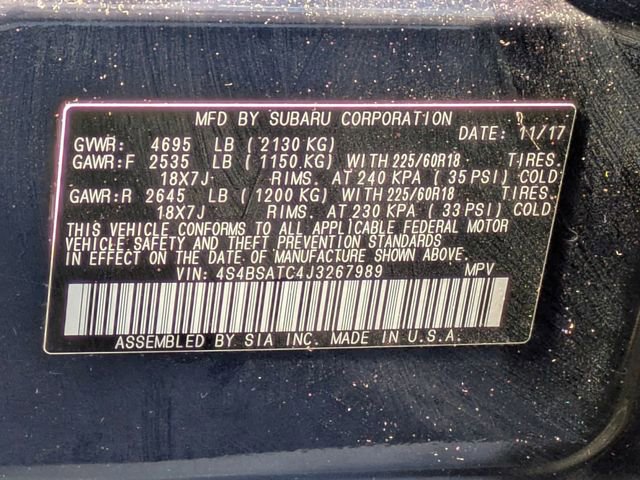 MFD BY SUBARU CORPORATION
DATE: 11/17
GVWR: 4695 LB ( 2130 KG)
GAWR:F 2535 LB ( 1150.KG) WITH 225/60R18 TIRES.
18X7J RIMS. AT 240 KPA ( 35 PSI) COLD
GAWR:R 2645 LB ( 1200 KG) WITH 225/60R18 TIRES.
18X7J RIMS. AT 230 KPA ( 33 PSI) COLD
THIS VEHICLE CONFORMS TO ALL APPLICABLE FEDERAL MOTOR
VEHICLE SAFETY AND THEFT PREVENTION STANDARDS
IN EFFECT ON THE DATE OF MANUFACTURE SHOWN ABOVE.
VIN: 4S4BSATC4J3267989 MPV
ASSEMBLED BY SIA INC. MADE IN U.S.A.